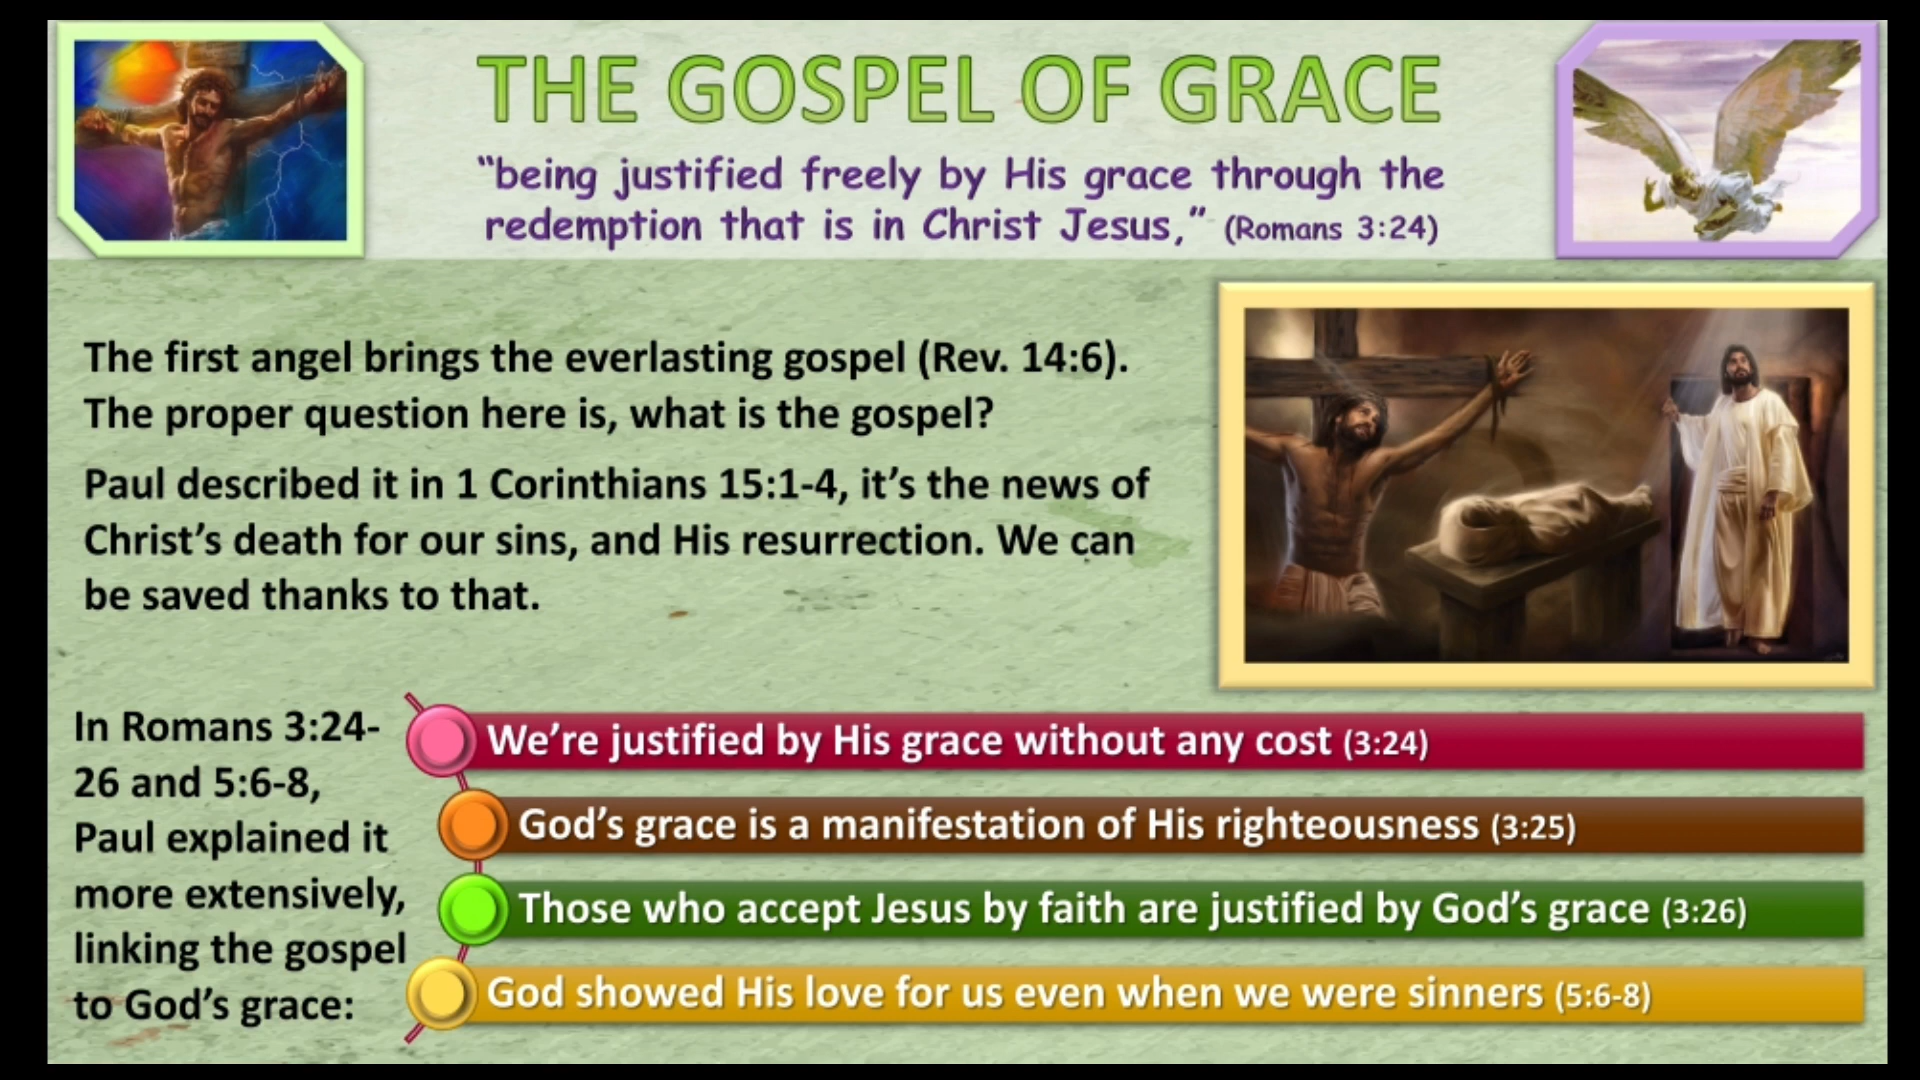 THE GOSPEL OF GRACE
“being justified freely by His grace through the
redemption that is in Christ Jesus,” (Romans 3:24)
The first angel brings the everlasting gospel (Rev. 14:6).
The proper question here is, what is the gospel?
Paul described it in 1 Corinthians 15:1-4, it’s the news of
Christ’s death for our sins, and His resurrection. We can
be saved thanks to that.
In Romans 3:24-
26 and 5:6-8,
Paul explained it
more extensively,
linking the gospel
to God’s grace:
We’re justified by His grace without any cost (3:24)
God’s grace is a manifestation of His righteousness (3:25)
Those who accept Jesus by faith are justified by God’s grace (3:26)
God showed His love for us even when we were sinners (5:6-8)